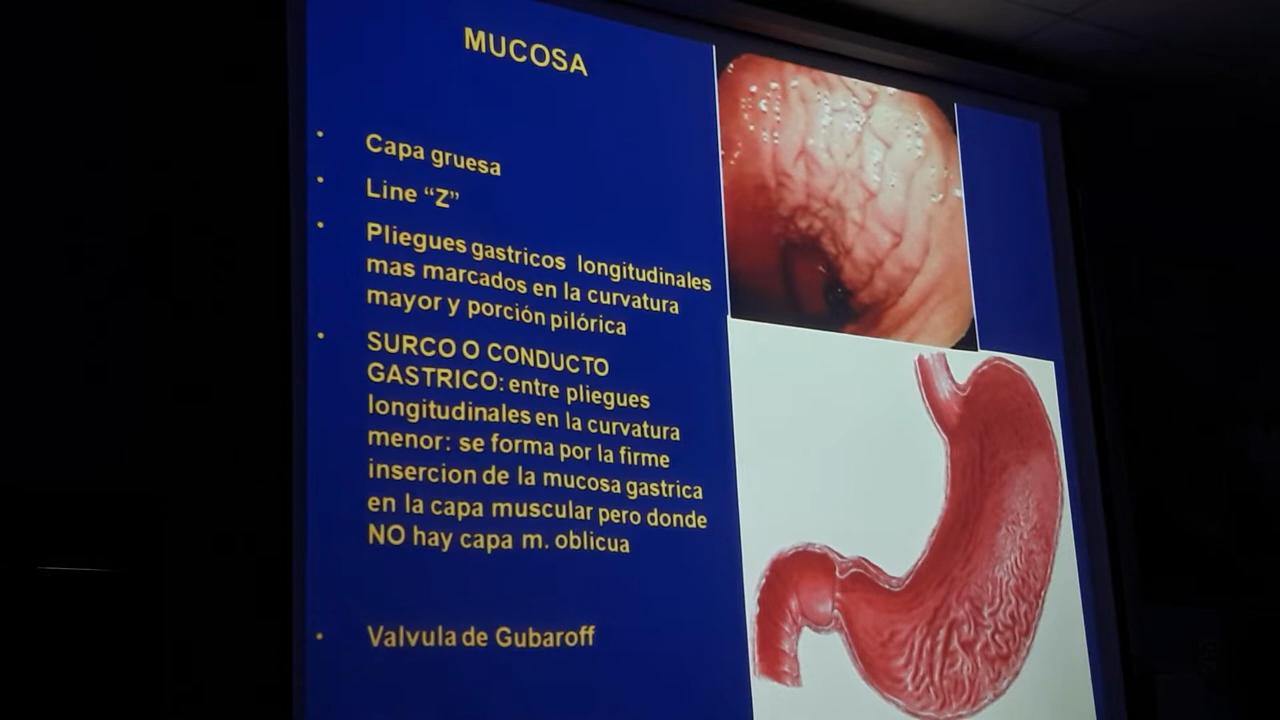 MUCOSA
• Capa gruesa
• Line “Z”
• Pliegues gastricos longitudinales
mas marcados en la curvatura
mayor y porción pilórica
• SURCO O CONDUCTO
GASTRICO: entre pliegues
longitudinales en la curvatura
menor: se forma por la firme
insercion de la mucosa gastrica
en la capa muscular pero donde
NO hay capa m. oblicua
• Valvula de Gubaroff